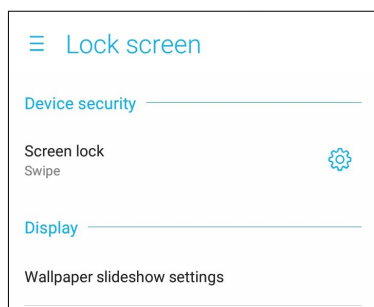 Lock screen
Device security
Screen lock
Swipe
Display
Wallpaper slideshow settings